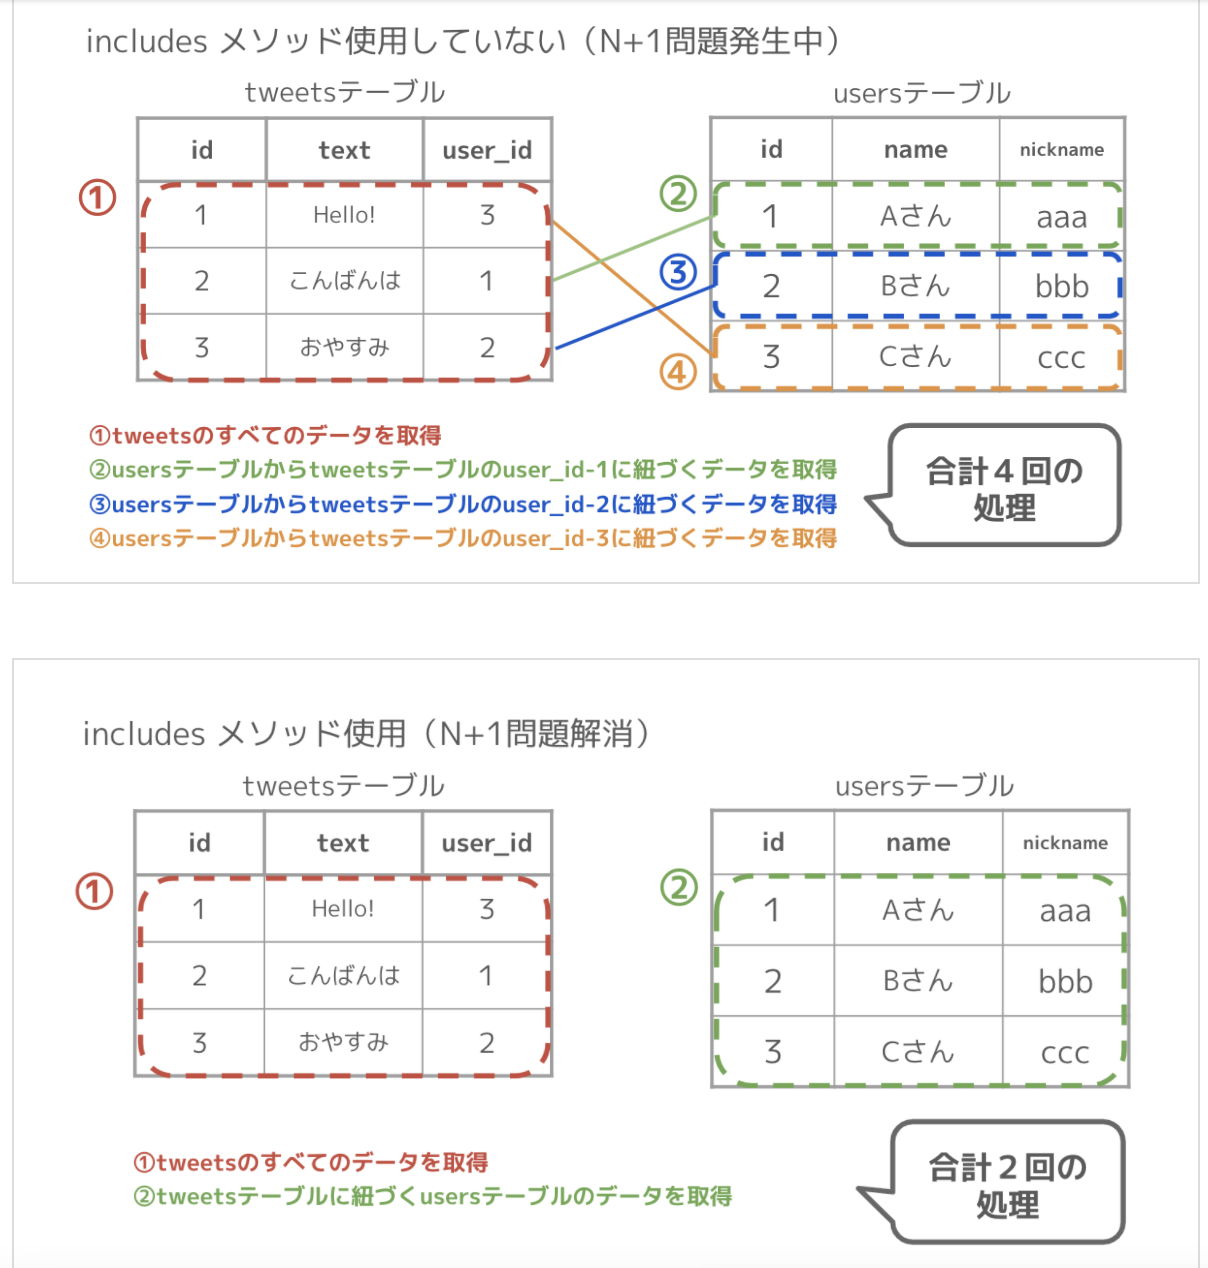 includes メソッド使用していない（N+1問題発生中）
tweetsテーブル
id text user_id
①
1 Hello! 3
2 こんばんは 1
3 おやすみ 2
usersテーブル
id name nickname
②
1 Aさん aaa
③
2 Bさん bbb
④
3 Cさん ccc
①tweetsのすべてのデータを取得
②usersテーブルからtweetsテーブルのuser_id-1に紐づくデータを取得
③usersテーブルからtweetsテーブルのuser_id-2に紐づくデータを取得
④usersテーブルからtweetsテーブルのuser_id-3に紐づくデータを取得
合計４回の
処理
includes メソッド使用（N+1問題解消）
tweetsテーブル
id text user_id
①
1 Hello! 3
2 こんばんは 1
3 おやすみ 2
usersテーブル
id name nickname
②
1 Aさん aaa
2 Bさん bbb
3 Cさん ccc
①tweetsのすべてのデータを取得
②tweetsテーブルに紐づくusersテーブルのデータを取得
合計２回の
処理